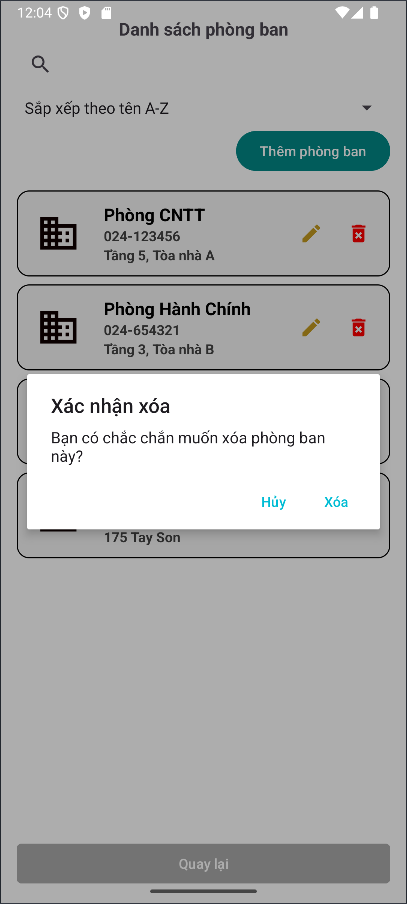 12:04
Danh sách phòng ban
Sắp xếp theo tên A-Z
Thêm phòng ban
Phòng CNTT
024-123456
Tầng 5, Tòa nhà A
Phòng Hành Chính
024-654321
Tầng 3, Tòa nhà B
Xác nhận xóa
Bạn có chắc chắn muốn xóa phòng ban
này?
Hủy
Xóa
175 Tay Son
Quay lại